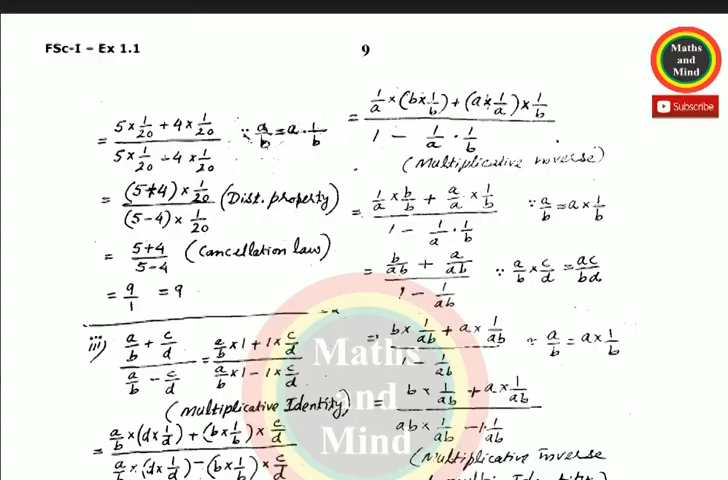 FSc-I – Ex 1.1
9
Maths
and
Mind
Subscribe
= (5×1/20 + 4×1/20)/(5×1/20 - 4×1/20) ∵ a/b = a·1/b
= ((5+4)×1/20)/((5-4)×1/20) (Dist. property)
= (5+4)/(5-4) (Cancellation law)
= 9/1 = 9
iii) (a/b + c/d)/(a/b - c/d) = (a/b×1 + 1×c/d)/(a/b×1 - 1×c/d)
(Multiplicative Identity)
= (a/b×(d×1/d) + (b×1/b)×c/d)/(a/b×(d×1/d) - (b×1/b)×c/d)
= (1/a×(b×1/b) + (a×1/a)×1/b)/(1 - 1/a·1/b)
(Multiplicative inverse)
= (1/a×b/b + a/a×1/b)/(1 - 1/a·1/b) ∵ a/b = a×1/b
= (b/ab + a/ab)/(1 - 1/ab) ∵ a/b×c/d = ac/bd
= (b×1/ab + a×1/ab)/(1 - 1/ab) ∵ a/b = a×1/b
= (b×1/ab + a×1/ab)/(ab×1/ab - 1·1/ab)
(Multiplicative inverse
Identity)
Maths
and
Mind